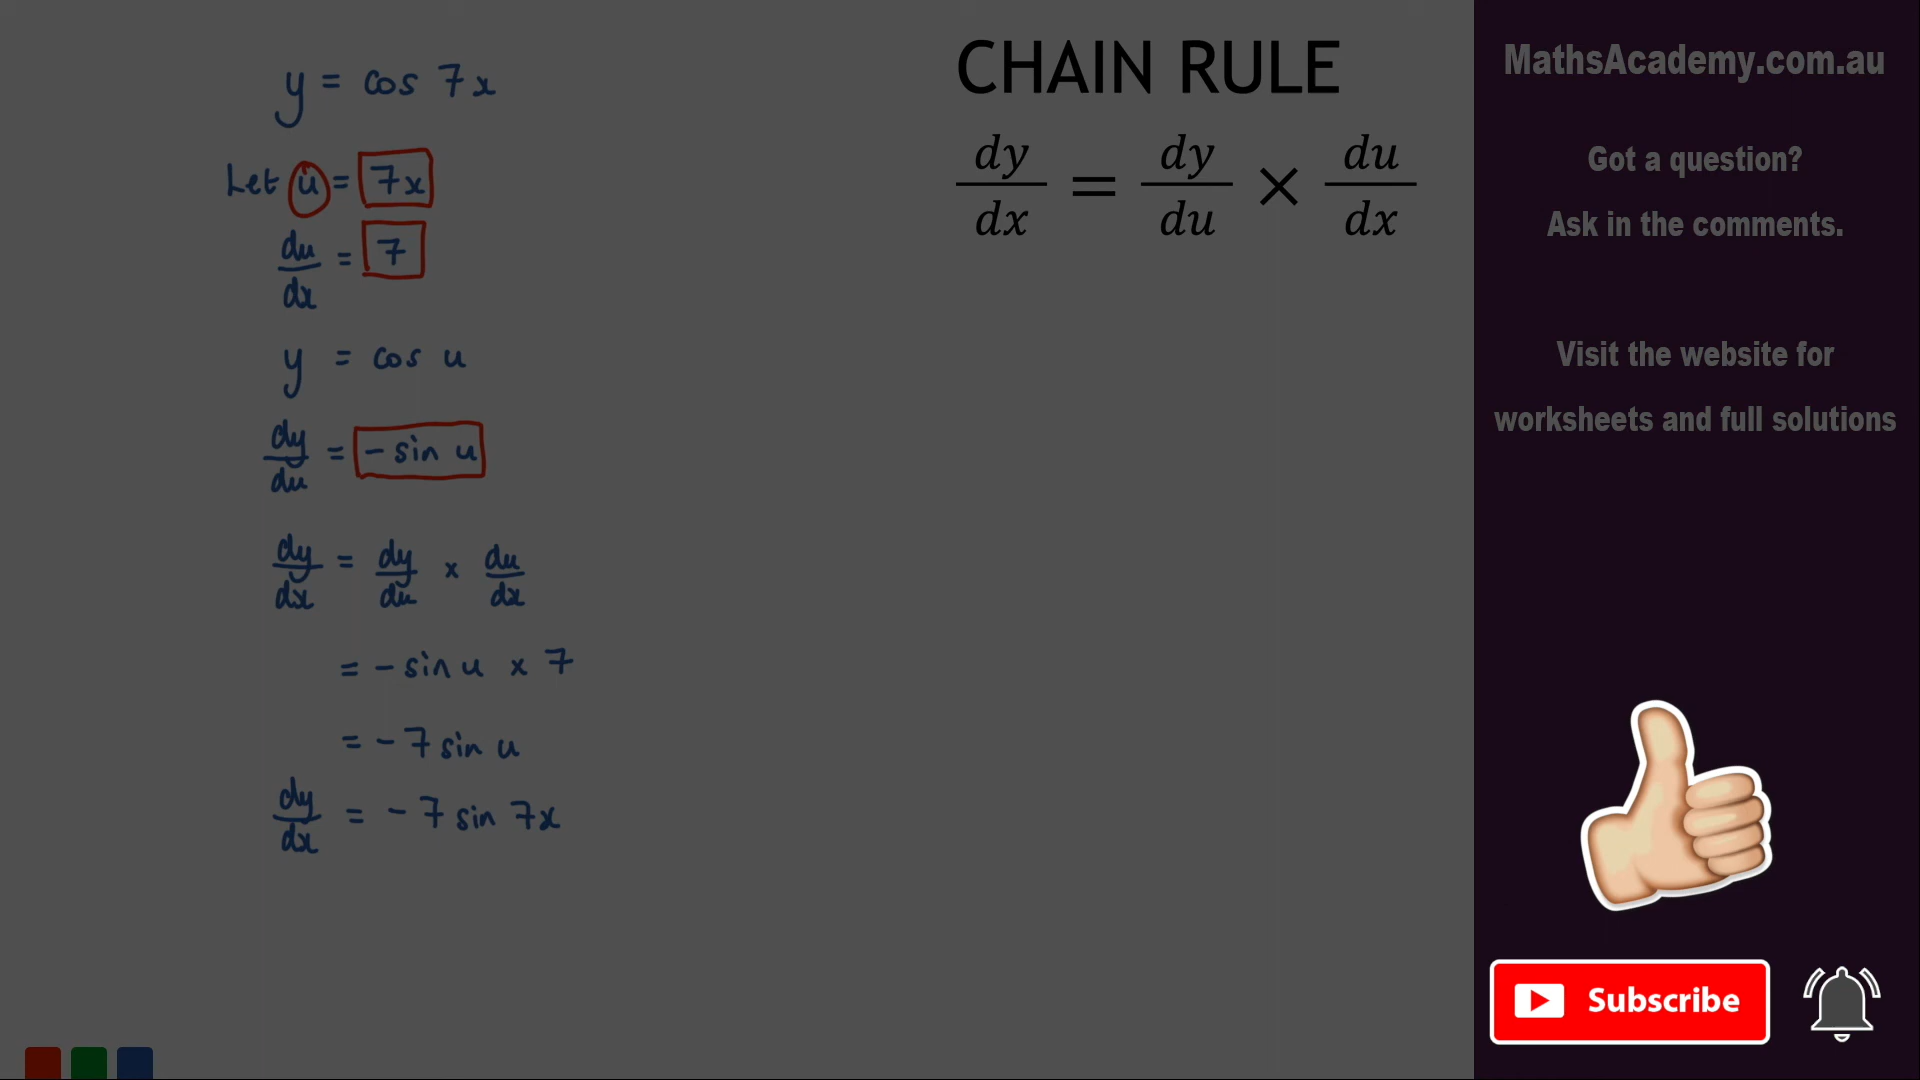 y = cos 7x
Let u = 7x
du/dx = 7
y = cos u
dy/du = - sin u
dy/dx = dy/du × du/dx
= - sin u × 7
= - 7 sin u
dy/dx = - 7 sin 7x
CHAIN RULE
dy/dx = dy/du × du/dx
MathsAcademy.com.au
Got a question?
Ask in the comments.
Visit the website for
worksheets and full solutions
Subscribe